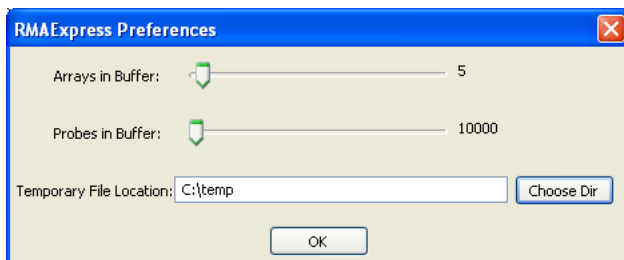 RMAExpress Preferences
Arrays in Buffer: 5
Probes in Buffer: 10000
Temporary File Location: C:\temp Choose Dir
OK